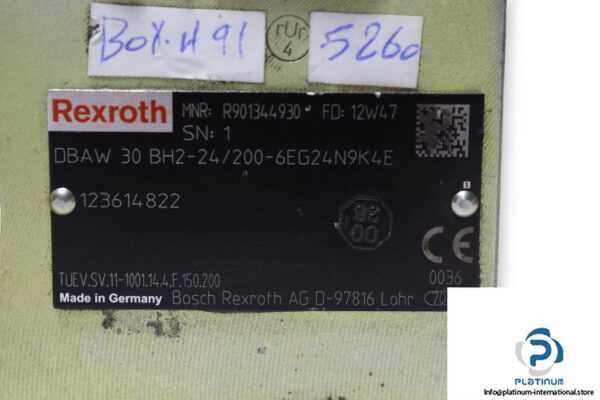 BOX.H 91
rUr
4
5260
Rexroth
MNR: R901344930 FD: 12W47
SN: 1
DBAW 30 BH2-24/200-6EG24N9K4E
123614822
S
92
00
CE
TUEV.SV.11-1001.14.4.F.150.200
0036
Made in Germany Bosch Rexroth AG D-97816 Lohr
PLATINUM
Info@platinum-international.store